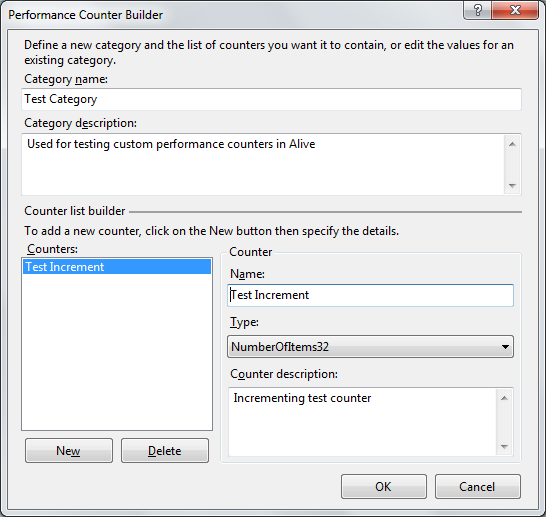 Performance Counter Builder
Define a new category and the list of counters you want it to contain, or edit the values for an
existing category.
Category name:
Test Category
Category description:
Used for testing custom performance counters in Alive
Counter list builder
To add a new counter, click on the New button then specify the details.
Counters:
Test Increment
Counter
Name:
Test Increment
Type:
NumberOfItems32
Counter description:
Incrementing test counter
New
Delete
OK
Cancel